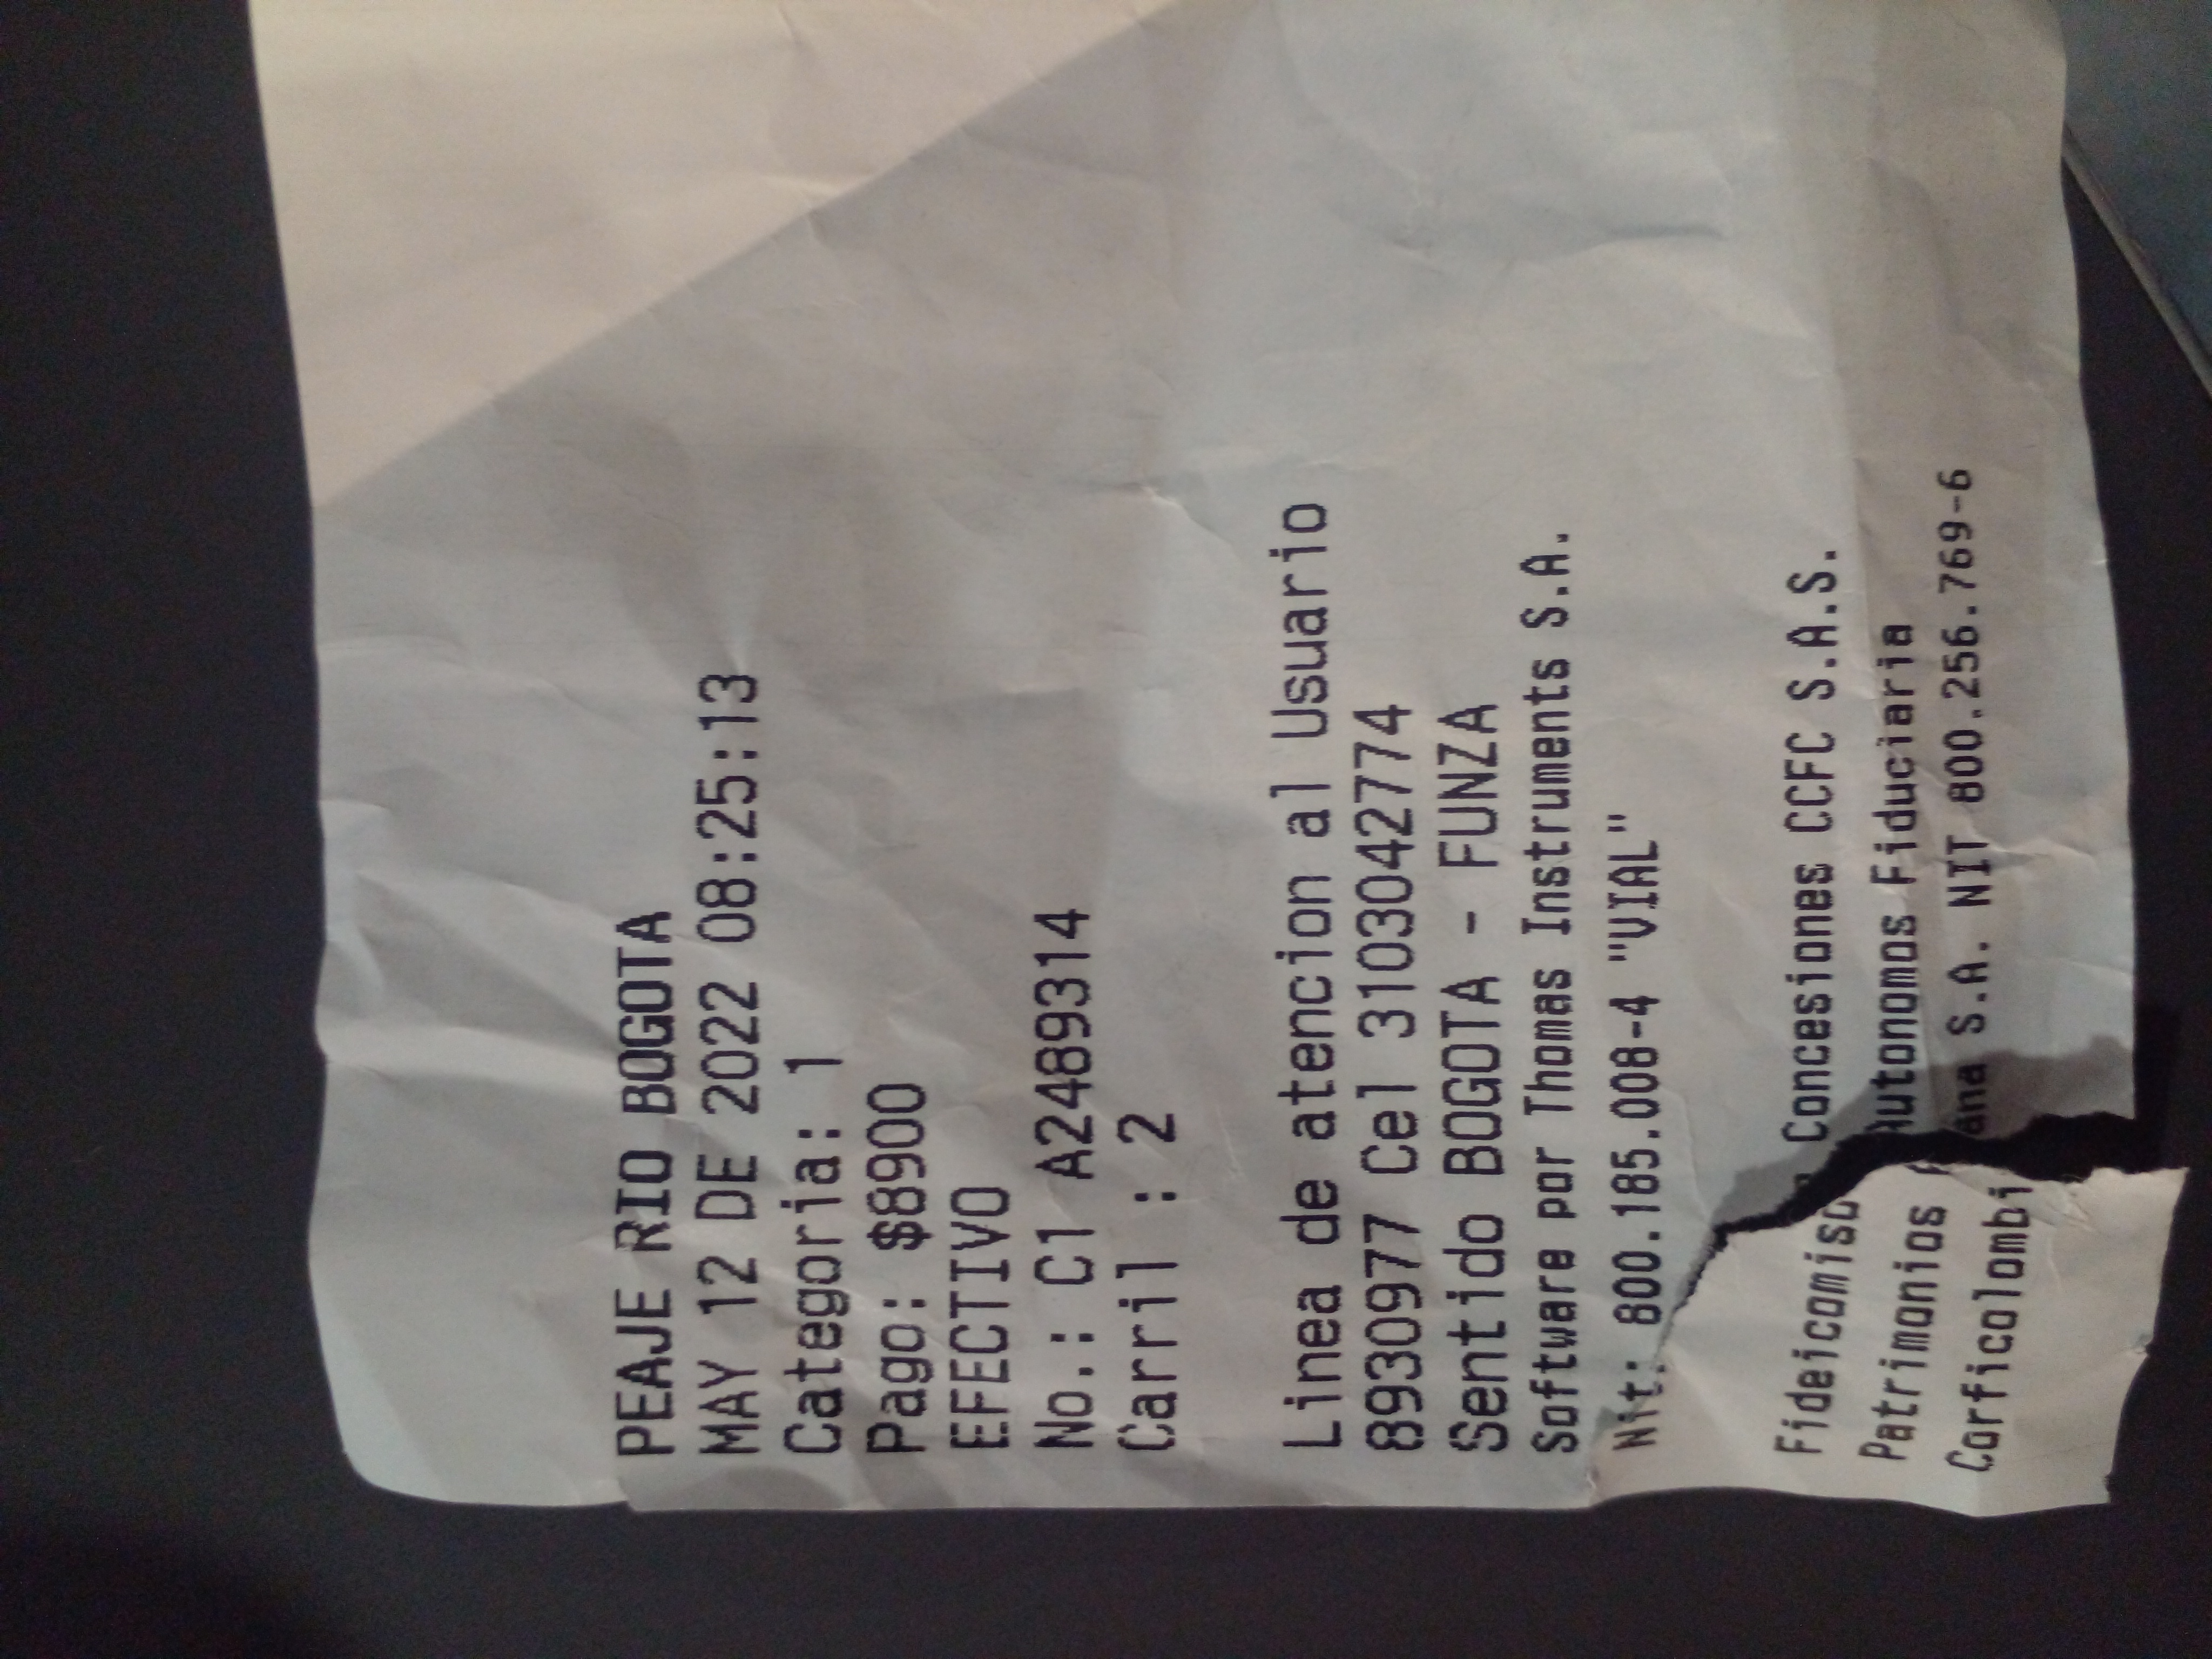 PEAJE RIO BOGOTA
MAY 12 DE 2022 08:25:13
Categoria: 1
Pago: $8900
EFECTIVO
No.: C1 A2489314
Carril : 2
Linea de atencion al Usuario
8930977 Cel 3103042774
Sentido BOGOTA - FUNZA
Software por Thomas Instruments S.A.
Nit: 800.185.008-4 "VIAL"
Fideicomiso Concesiones CCFC S.A.S.
Patrimonios Autonomos Fiduciaria
Corficolombiana S.A. NIT 800.256.769-6